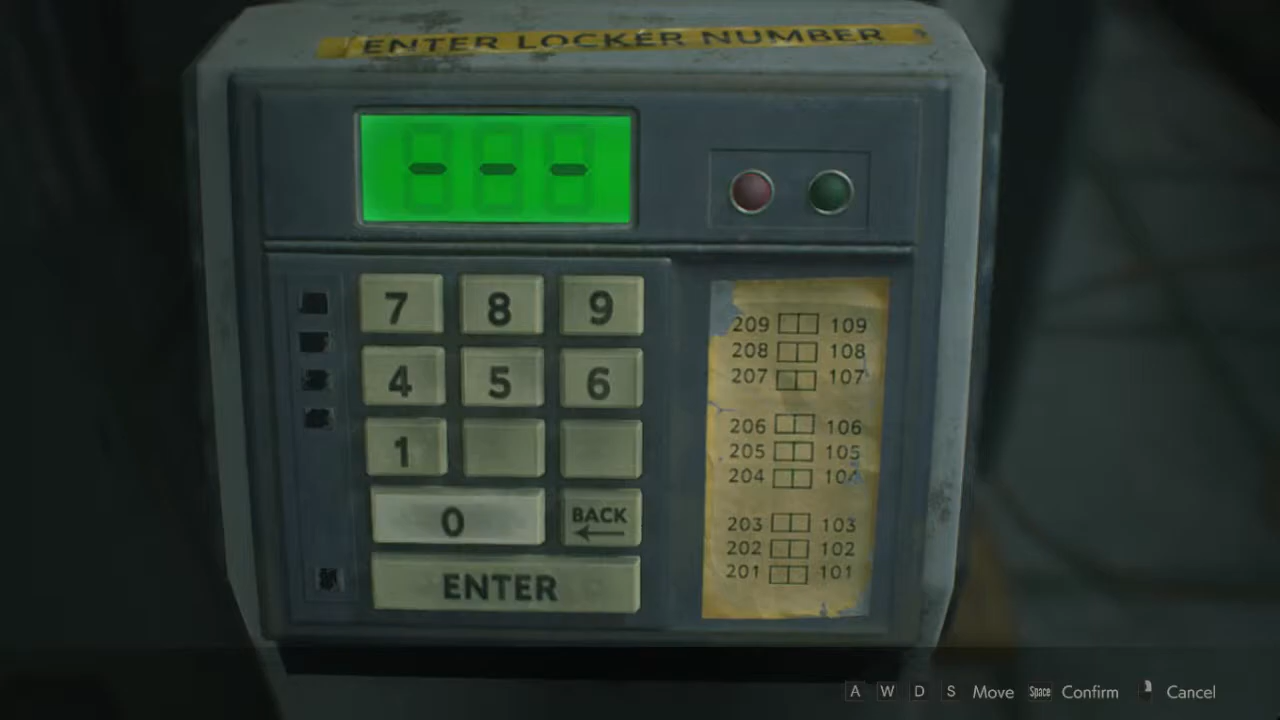 ENTER LOCKER NUMBER
- - -
7 8 9
4 5 6
1
0 BACK
ENTER
209 109
208 108
207 107
206 106
205 105
204 104
203 103
202 102
201 101
A W D S Move Space Confirm Cancel